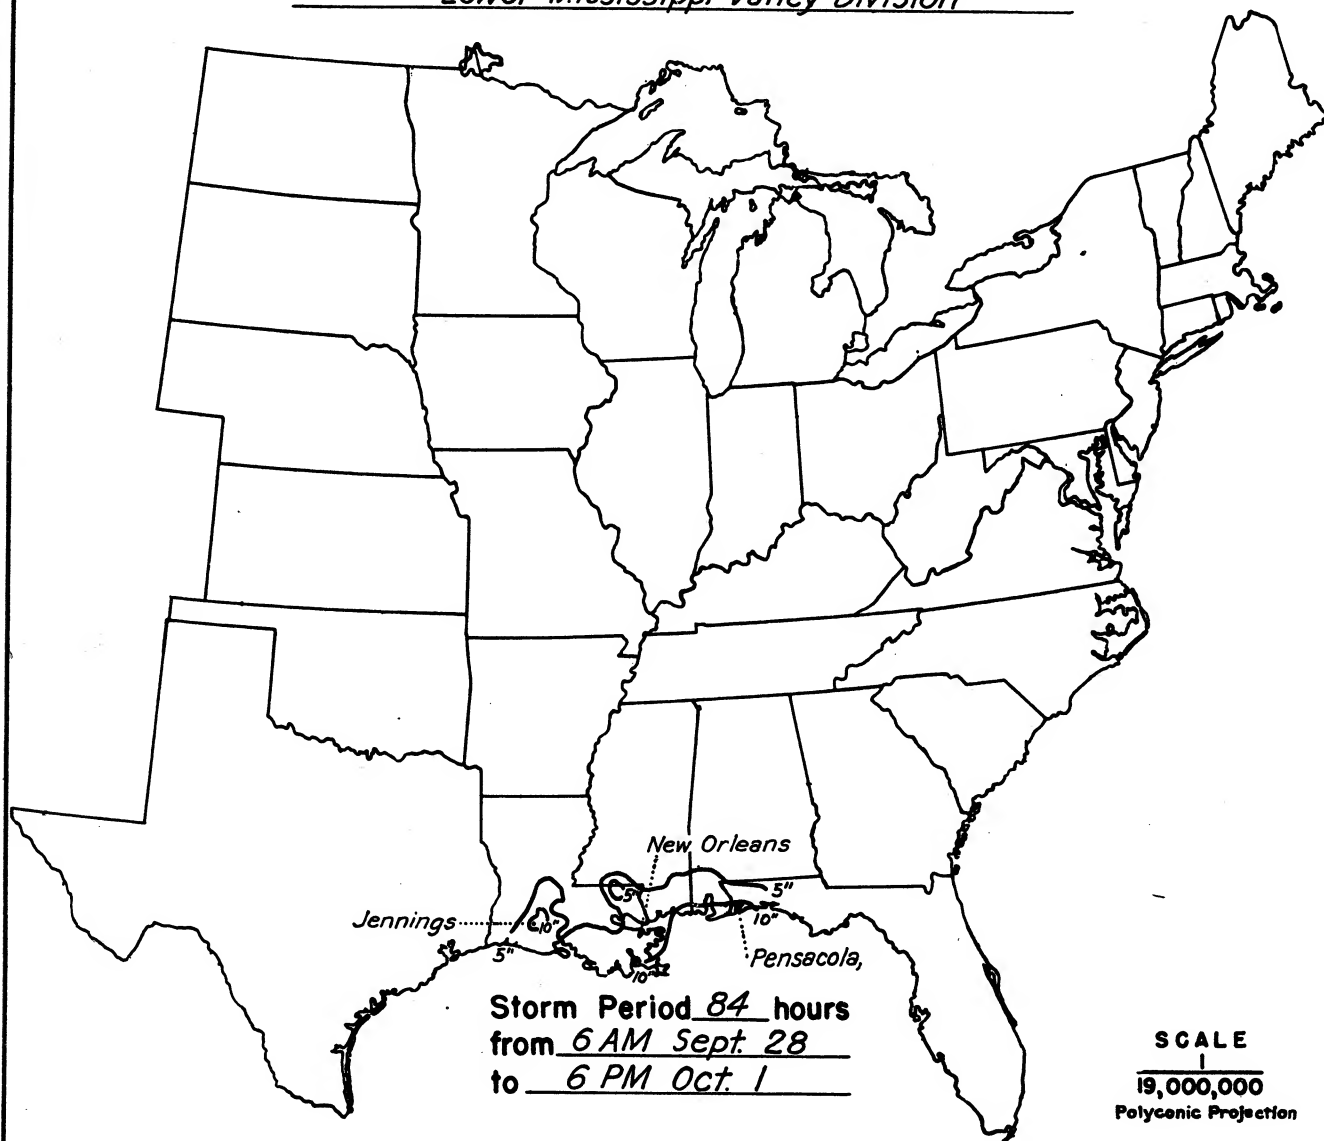 Lower Mississippi Valley Division
New Orleans
5"
5"
Jennings
10"
10"
5"
Pensacola,
10"
Storm Period 84 hours
from 6 AM Sept. 28
to 6 PM Oct. 1
SCALE
1
19,000,000
Polyconic Projection